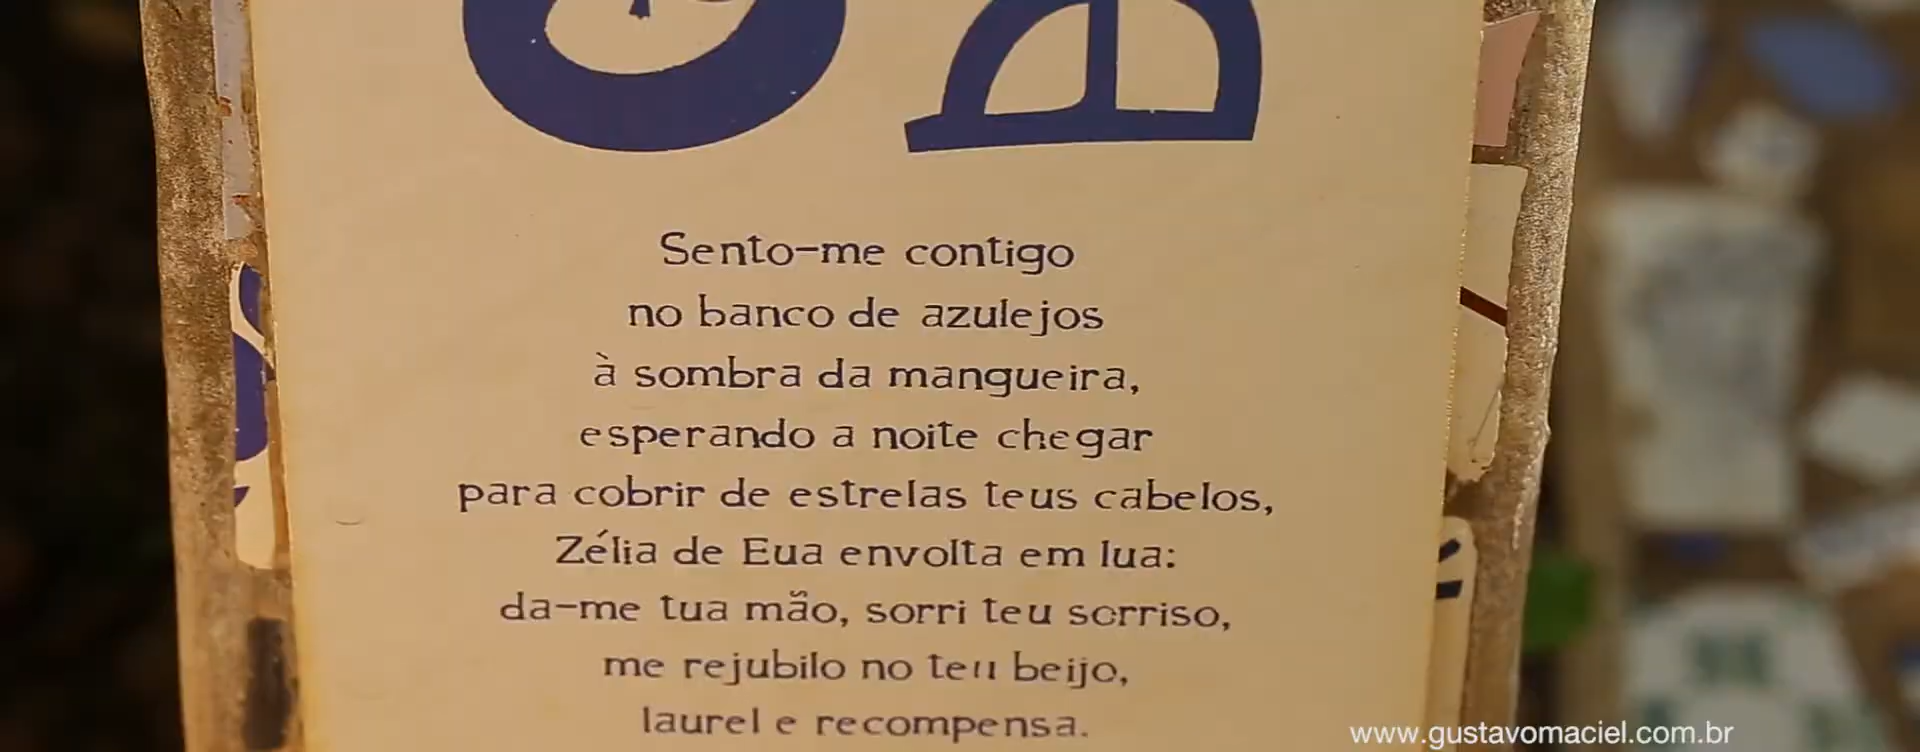 Sento-me contigo
no banco de azulejos
à sombra da mangueira,
esperando a noite chegar
para cobrir de estrelas teus cabelos,
Zélia de Eua envolta em lua:
da-me tua mão, sorri teu sorriso,
me rejubilo no teu beijo,
laurel e recompensa.
www.gustavomaciel.com.br